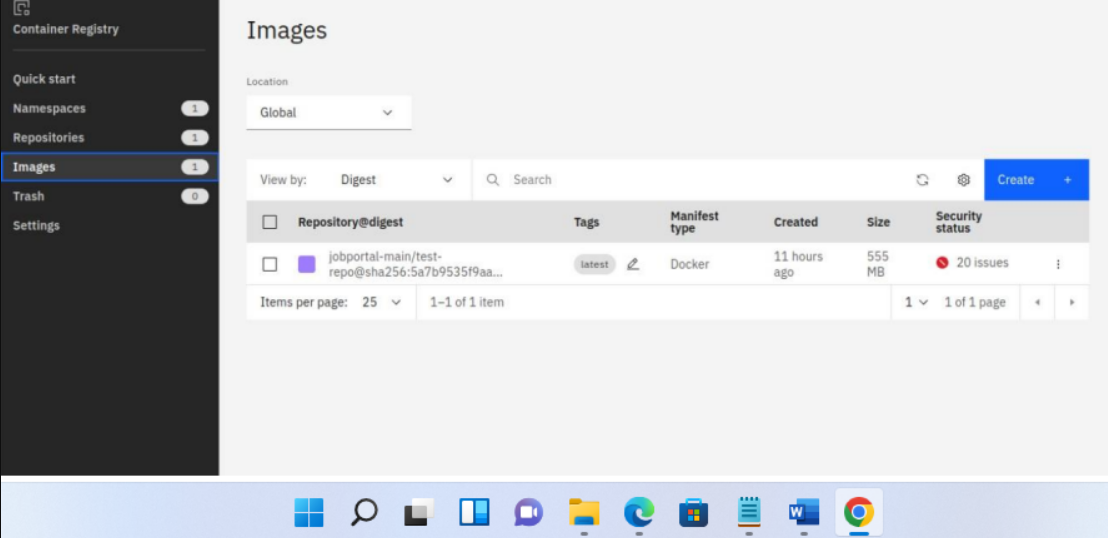 Container Registry
Quick start
Namespaces 1
Repositories 1
Images 1
Trash 0
Settings
Images
Location
Global
View by: Digest Search Create +
Repository@digest Tags Manifest type Created Size Security status
jobportal-main/test-
repo@sha256:5a7b9535f9aa... latest Docker 11 hours ago 555 MB 20 issues
Items per page: 25 1–1 of 1 item 1 1 of 1 page
W